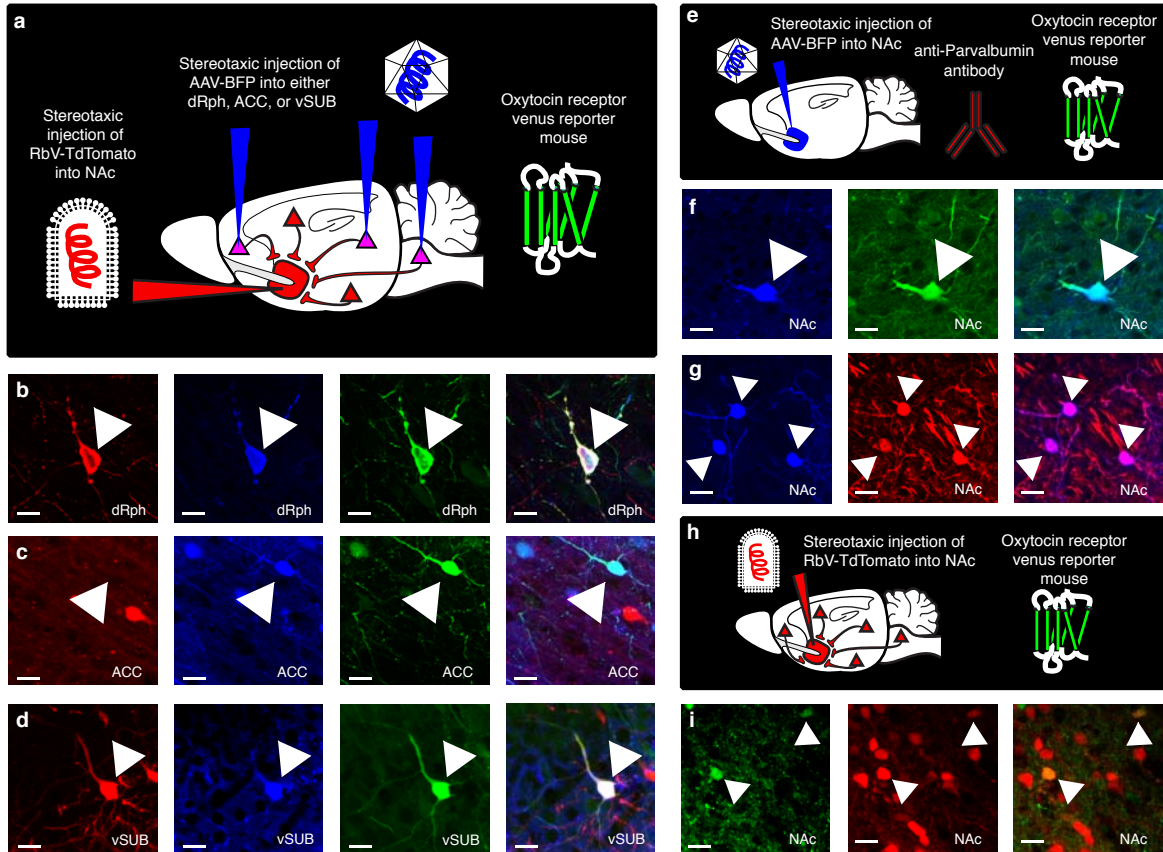 a
Stereotaxic injection of
AAV-BFP into either
dRph, ACC, or vSUB
Stereotaxic
injection of
RbV-TdTomato
into NAc
Oxytocin receptor
venus reporter
mouse
b
dRph
dRph
dRph
dRph
c
ACC
ACC
ACC
ACC
d
vSUB
vSUB
vSUB
vSUB
e
Stereotaxic injection of
AAV-BFP into NAc
anti-Parvalbumin
antibody
Oxytocin receptor
venus reporter
mouse
f
NAc
NAc
NAc
g
NAc
NAc
NAc
h
Stereotaxic injection of
RbV-TdTomato into NAc
Oxytocin receptor
venus reporter
mouse
i
NAc
NAc
NAc